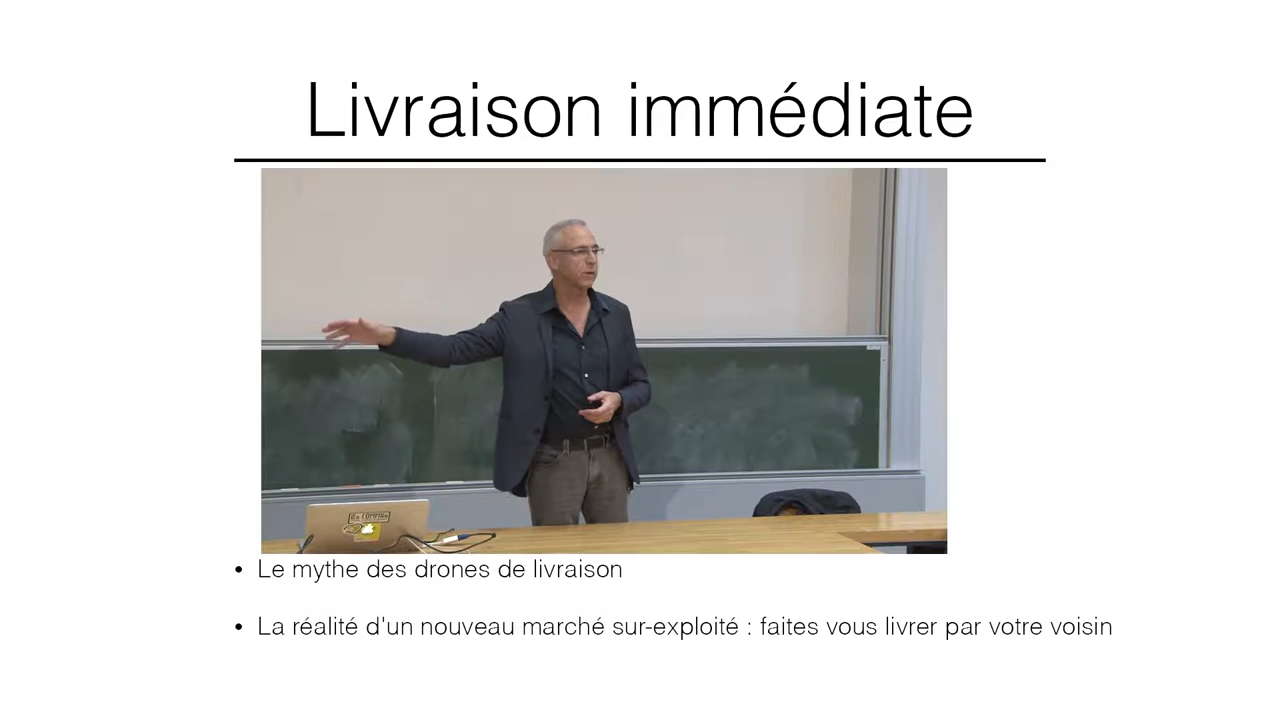 Livraison immédiate
• Le mythe des drones de livraison
• La réalité d'un nouveau marché sur-exploité : faites vous livrer par votre voisin